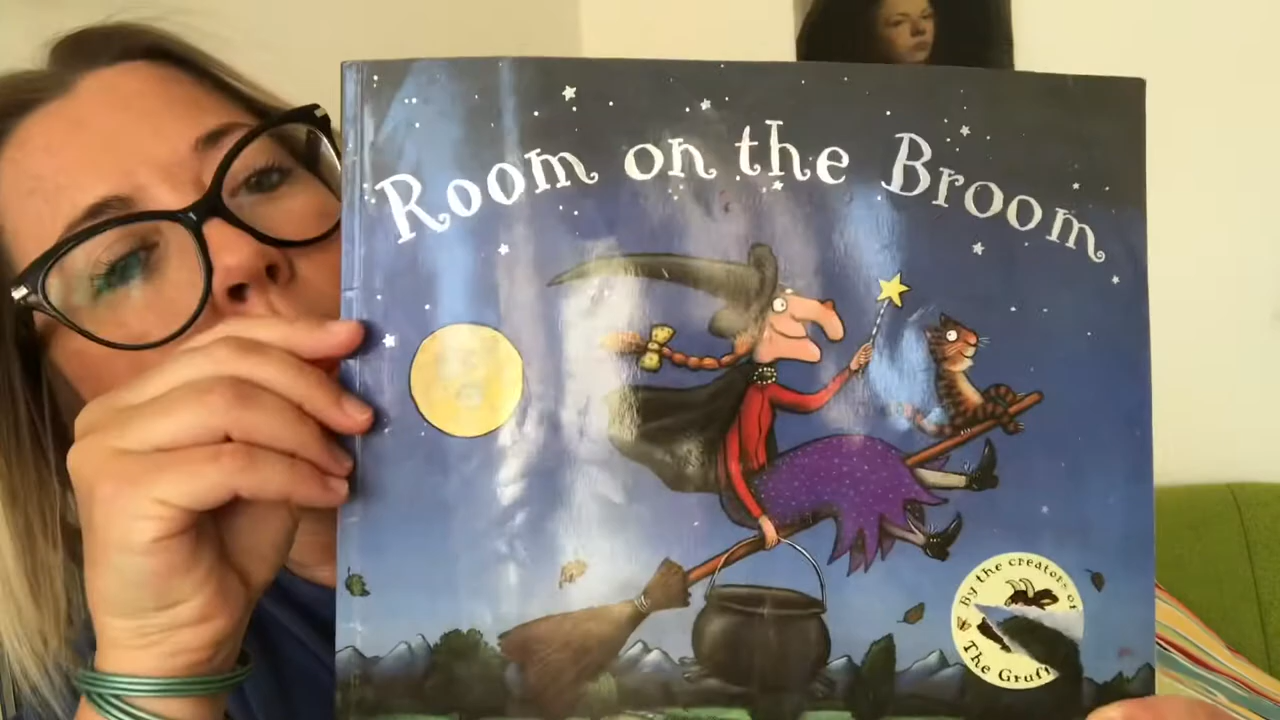 Room on the Broom
By the creators of
The Gruff